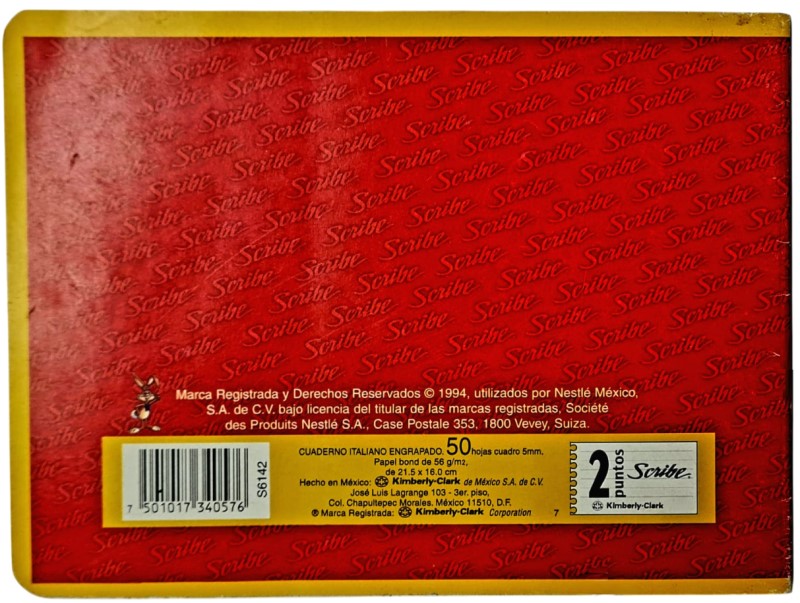 Marca Registrada y Derechos Reservados © 1994, utilizados por Nestlé México,
S.A. de C.V. bajo licencia del titular de las marcas registradas, Société
des Produits Nestlé S.A., Case Postale 353, 1800 Vevey, Suiza.
7 501017 340576
S6142
CUADERNO ITALIANO ENGRAPADO. 50 hojas cuadro 5mm.
Papel bond de 56 g/mz,
de 21.5 x 16.0 cm
Hecho en México: Kimberly-Clark de México S.A. de C.V.
José Luis Lagrange 103 - 3er. piso,
Col. Chapultepec Morales. México 11510, D.F.
® Marca Registrada: Kimberly-Clark Corporation 7
2 puntos Scribe
Kimberly-Clark